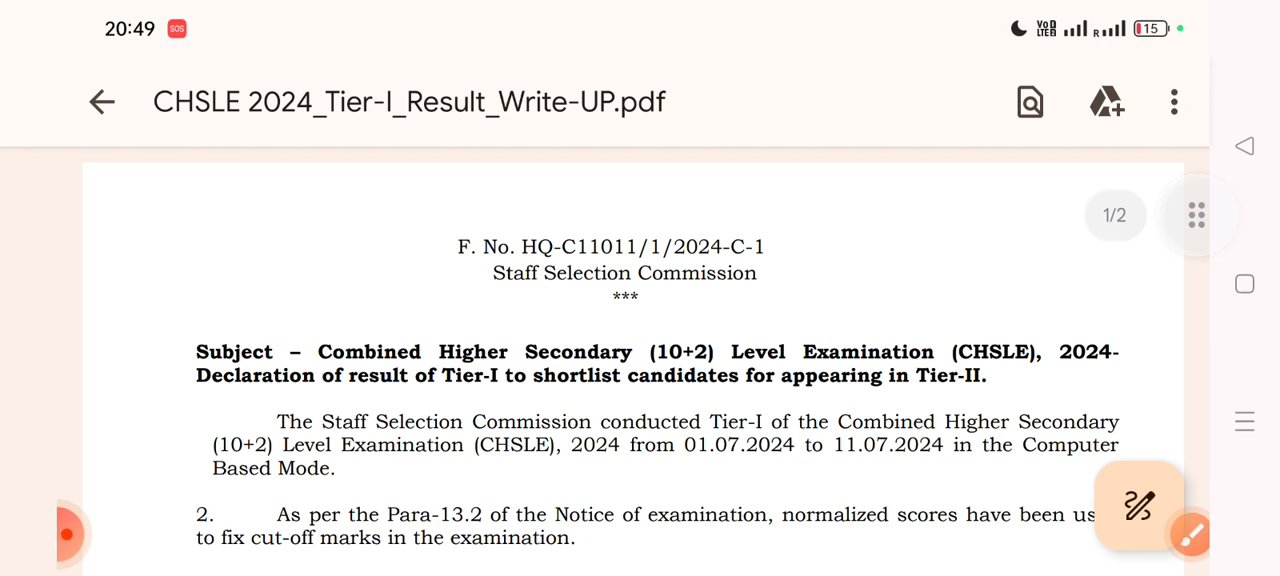 20:49 SOS VoD LTE2 R 15
CHSLE 2024_Tier-I_Result_Write-UP.pdf
1/2
F. No. HQ-C11011/1/2024-C-1
Staff Selection Commission
***
Subject – Combined Higher Secondary (10+2) Level Examination (CHSLE), 2024-
Declaration of result of Tier-I to shortlist candidates for appearing in Tier-II.
The Staff Selection Commission conducted Tier-I of the Combined Higher Secondary
(10+2) Level Examination (CHSLE), 2024 from 01.07.2024 to 11.07.2024 in the Computer
Based Mode.
2. As per the Para-13.2 of the Notice of examination, normalized scores have been us
to fix cut-off marks in the examination.